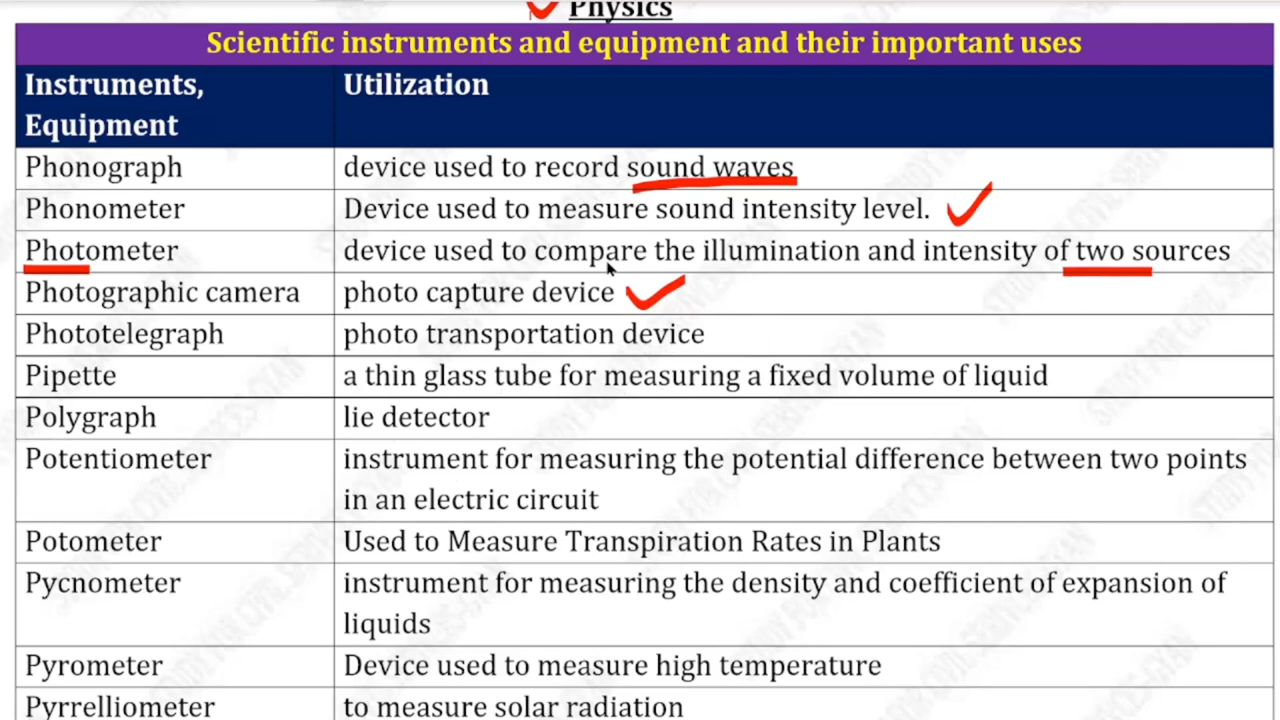 Physics
Scientific instruments and equipment and their important uses
Instruments, Equipment
Utilization
Phonograph
device used to record sound waves
Phonometer
Device used to measure sound intensity level.
Photometer
device used to compare the illumination and intensity of two sources
Photographic camera
photo capture device
Phototelegraph
photo transportation device
Pipette
a thin glass tube for measuring a fixed volume of liquid
Polygraph
lie detector
Potentiometer
instrument for measuring the potential difference between two points
in an electric circuit
Potometer
Used to Measure Transpiration Rates in Plants
Pycnometer
instrument for measuring the density and coefficient of expansion of
liquids
Pyrometer
Device used to measure high temperature
Pyrrelliometer
to measure solar radiation